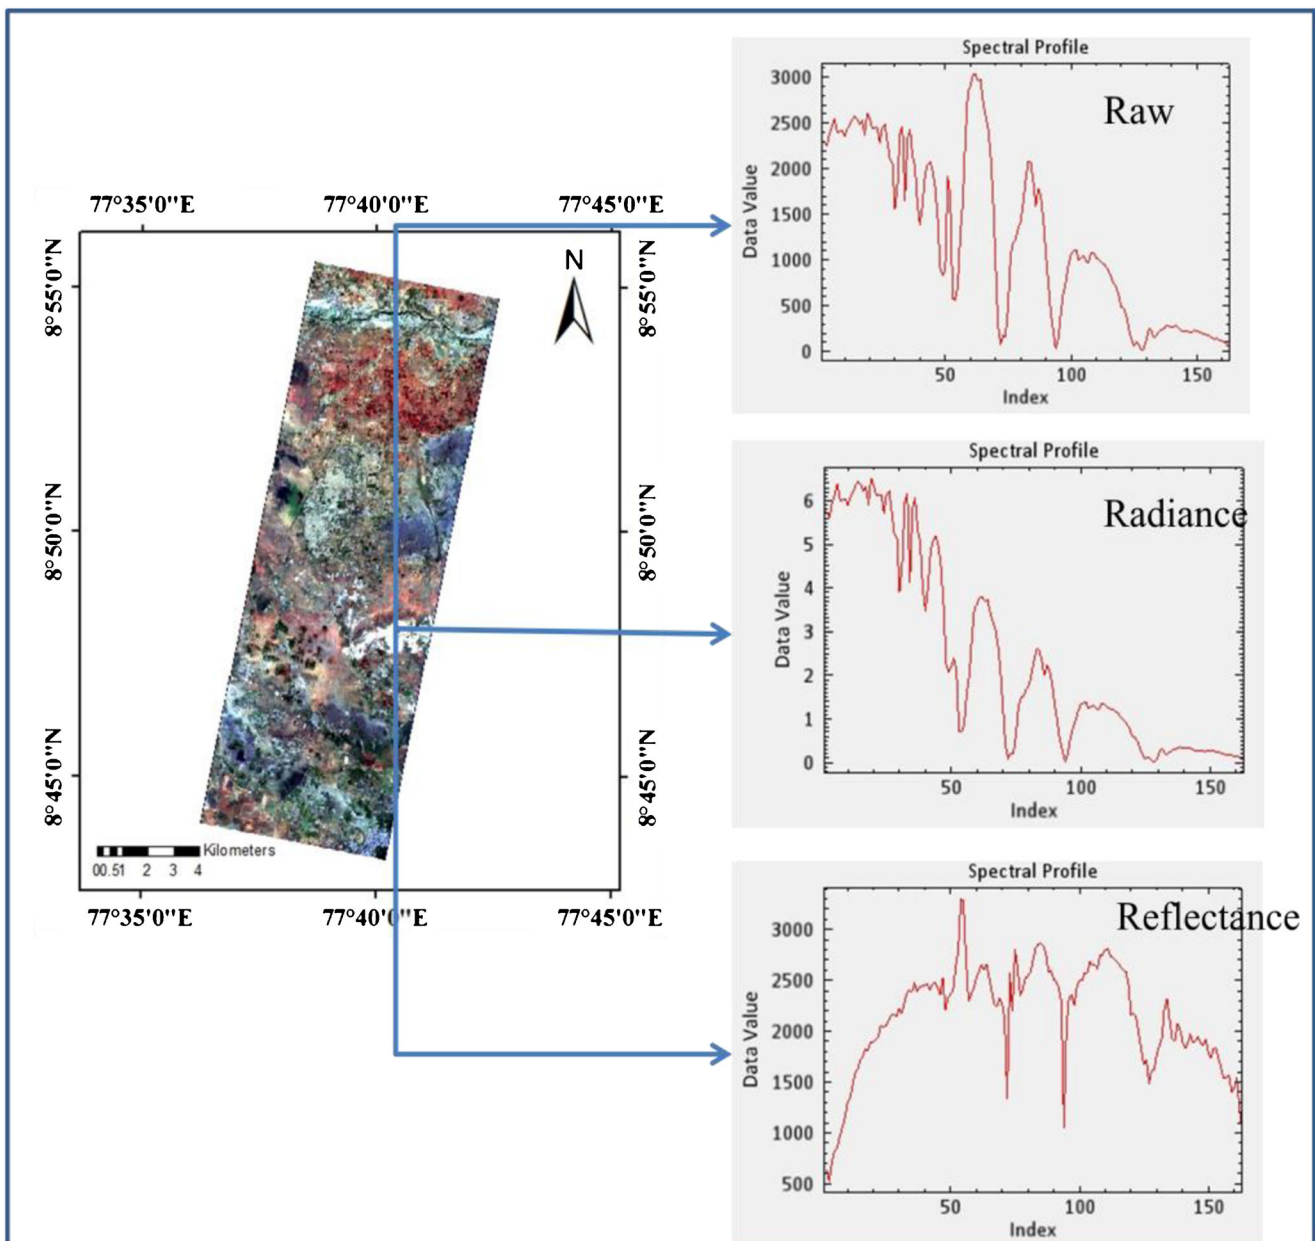 77°35'0"E 77°40'0"E 77°45'0"E
8°55'0"N
8°55'0"N
N
8°50'0"N
8°50'0"N
8°45'0"N
8°45'0"N
Kilometers
00.51 2 3 4
77°35'0"E 77°40'0"E 77°45'0"E
Spectral Profile
Raw
Data Value
3000
2500
2000
1500
1000
500
0
50 100 150
Index
Spectral Profile
Radiance
Data Value
6
5
4
3
2
1
0
50 100 150
Index
Spectral Profile
Reflectance
Data Value
3000
2500
2000
1500
1000
500
50 100 150
Index